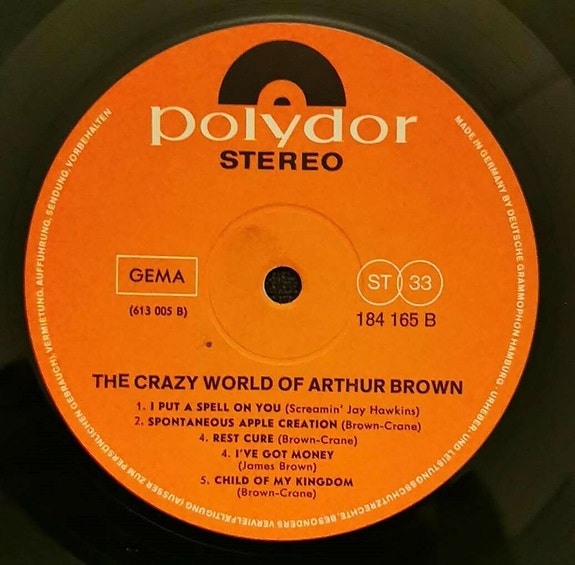 polydor
STEREO
GEMA
(613 005 B)
ST 33
184 165 B
THE CRAZY WORLD OF ARTHUR BROWN
1. I PUT A SPELL ON YOU (Screamin' Jay Hawkins)
2. SPONTANEOUS APPLE CREATION (Brown-Crane)
4. REST CURE (Brown-Crane)
4. I'VE GOT MONEY
(James Brown)
5. CHILD OF MY KINGDOM
(Brown-Crane)
MADE IN GERMANY BY DEUTSCHE GRAMMOPHON HAMBURG · URHEBER UND LEISTUNGSSCHUTZRECHTE, BESONDERS VERVIELFÄLTIGUNG (AUSSER ZUM PERSÖNLICHEN GEBRAUCH), VERMIETUNG, AUFFÜHRUNG, SENDUNG, VORBEHALTEN